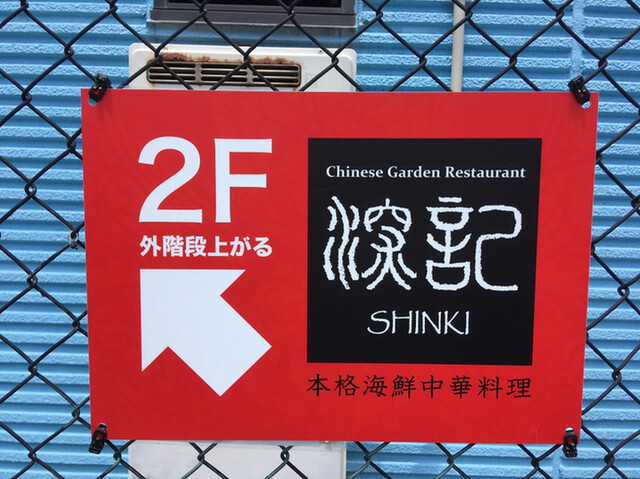 2F
外階段上がる
Chinese Garden Restaurant
深記
SHINKI
本格海鮮中華料理